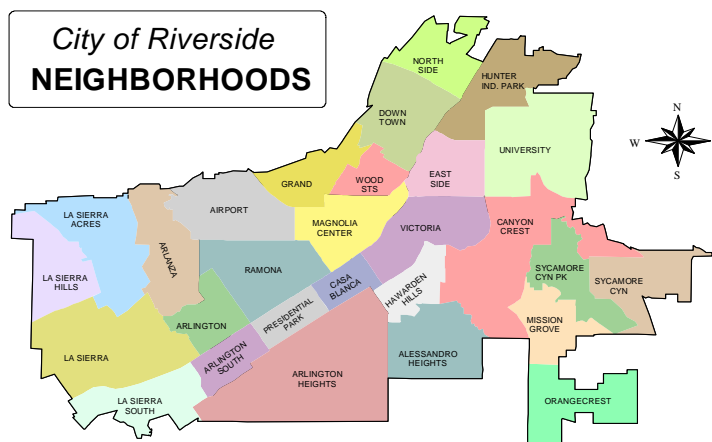 City of Riverside
NEIGHBORHOODS
NORTH
SIDE
HUNTER
IND. PARK
DOWN
TOWN
N
W
E
S
UNIVERSITY
EAST
SIDE
WOOD
STS
GRAND
AIRPORT
LA SIERRA
ACRES
MAGNOLIA
CENTER
VICTORIA
CANYON
CREST
ARLANZA
LA SIERRA
HILLS
RAMONA
CASA
BLANCA
HAWARDEN
HILLS
SYCAMORE
CYN PK
SYCAMORE
CYN
ARLINGTON
PRESIDENTIAL
PARK
MISSION
GROVE
LA SIERRA
ARLINGTON
SOUTH
ALESSANDRO
HEIGHTS
ARLINGTON
HEIGHTS
LA SIERRA
SOUTH
ORANGECREST